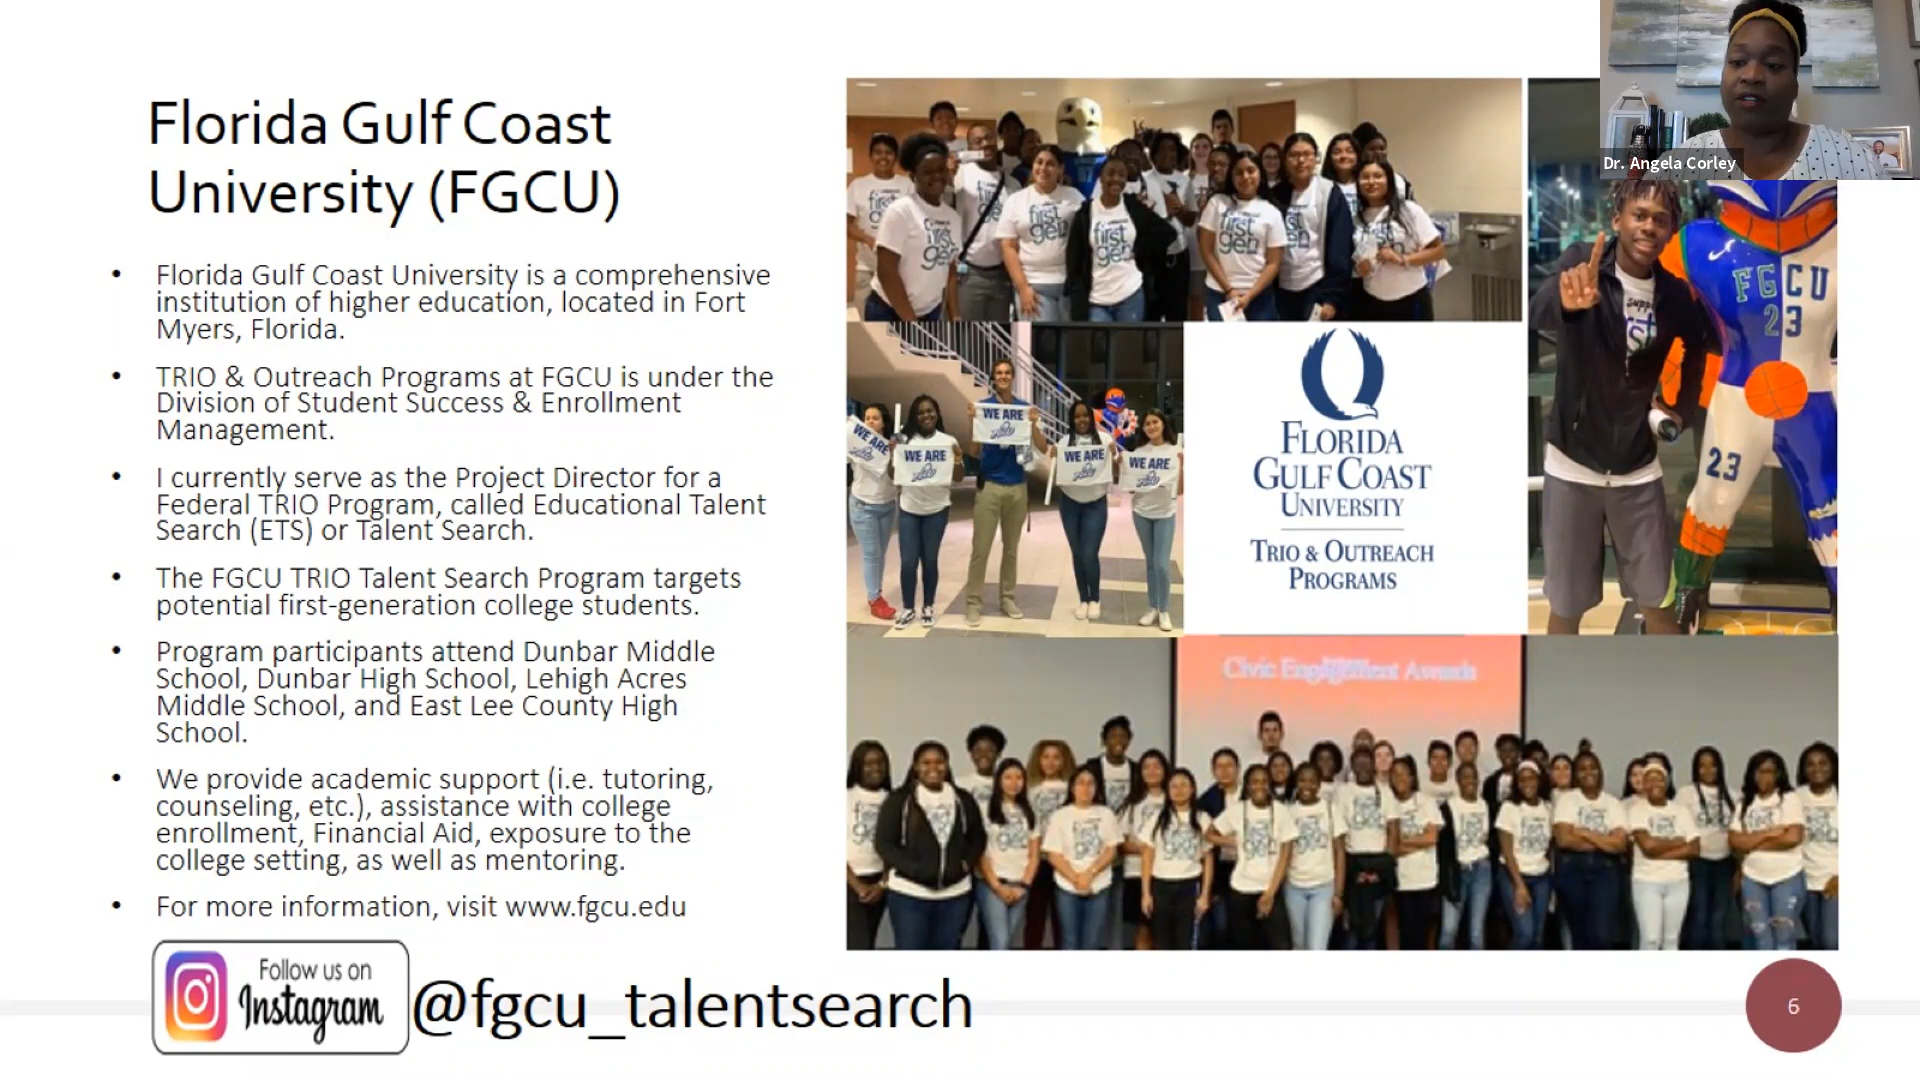 Florida Gulf Coast
University (FGCU)
• Florida Gulf Coast University is a comprehensive
institution of higher education, located in Fort
Myers, Florida.
• TRIO & Outreach Programs at FGCU is under the
Division of Student Success & Enrollment
Management.
• I currently serve as the Project Director for a
Federal TRIO Program, called Educational Talent
Search (ETS) or Talent Search.
• The FGCU TRIO Talent Search Program targets
potential first-generation college students.
• Program participants attend Dunbar Middle
School, Dunbar High School, Lehigh Acres
Middle School, and East Lee County High
School.
• We provide academic support (i.e. tutoring,
counseling, etc.), assistance with college
enrollment, Financial Aid, exposure to the
college setting, as well as mentoring.
• For more information, visit www.fgcu.edu
Follow us on
Instagram
@fgcu_talentsearch
Dr. Angela Corley
first
gen
first
gen
first
gen
first
gen
WE ARE
WE ARE
WE ARE
WE ARE
WE ARE
FLORIDA
GULF COAST
UNIVERSITY
TRIO & OUTREACH
PROGRAMS
FGCU
23
23
Civic Engagement Awards
6